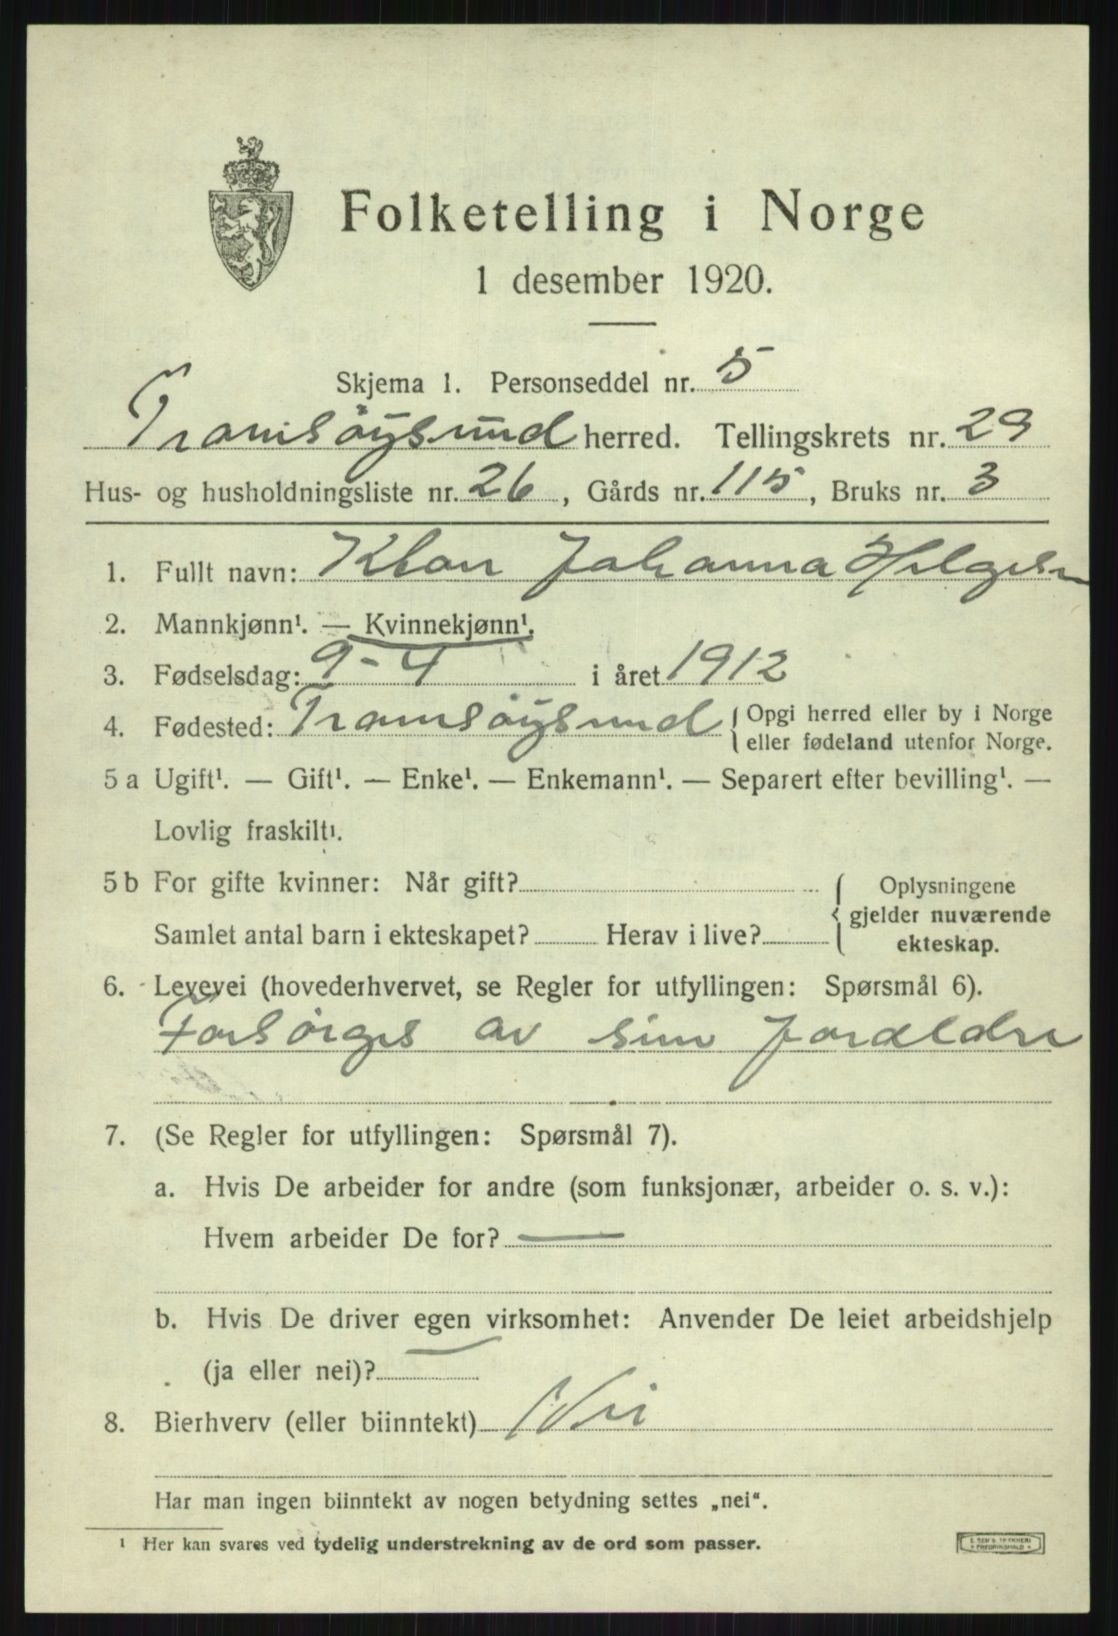 Folketelling i Norge
1 desember 1920.
Skjema 1. Personseddel nr. 5
Tromsöysund herred. Tellingskrets nr. 29
Hus- og husholdningsliste nr. 26, Gårds nr. 115, Bruks nr. 3
1. Fullt navn: Klara Johanna Helgesen
2. Mannkjønn¹. — Kvinnekjønn¹.
3. Fødselsdag: 9-4 i året 1912
4. Fødested: Tromsöysund {Opgi herred eller by i Norge
eller fødeland utenfor Norge.
5 a Ugift¹. — Gift¹. — Enke¹. — Enkemann¹. — Separert efter bevilling¹. —
Lovlig fraskilt¹.
5 b For gifte kvinner: Når gift? { Oplysningene
gjelder nuværende
Samlet antal barn i ekteskapet? Herav i live?
ekteskap.
6. Levevei (hovederhvervet, se Regler for utfyllingen: Spørsmål 6).
Forsörges av sine foraeldre
7. (Se Regler for utfyllingen: Spørsmål 7).
a. Hvis De arbeider for andre (som funksjonær, arbeider o. s. v.):
Hvem arbeider De for? —
b. Hvis De driver egen virksomhet: Anvender De leiet arbeidshjelp
(ja eller nei)? —
8. Bierhverv (eller biinntekt) Nei
Har man ingen biinntekt av nogen betydning settes „nei“.
¹ Her kan svares ved tydelig understrekning av de ord som passer.